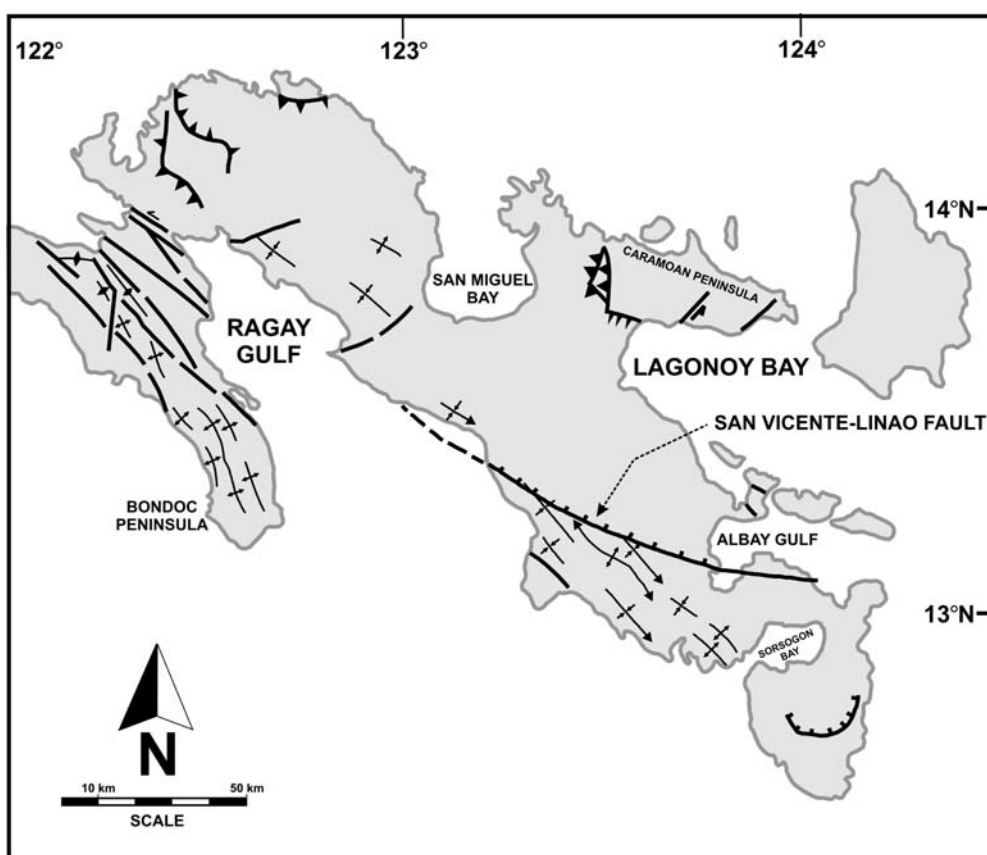 122°
123°
124°
14°N
CARAMOAN PENINSULA
SAN MIGUEL
BAY
RAGAY
GULF
LAGONOY BAY
SAN VICENTE-LINAO FAULT
BONDOC
PENINSULA
ALBAY GULF
13°N
SORSOGON
BAY
N
10 km
50 km
SCALE